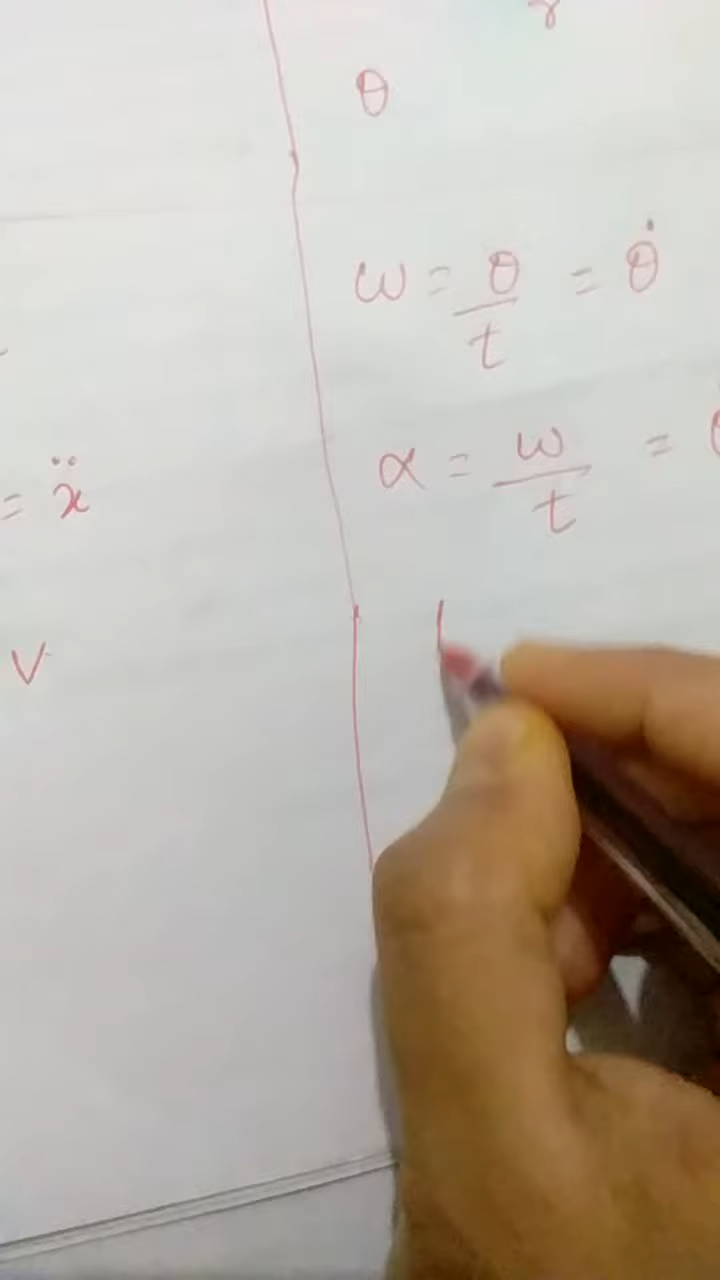 θ
ω = θ/t = θ̇
= ẍ
α = ω/t =
V